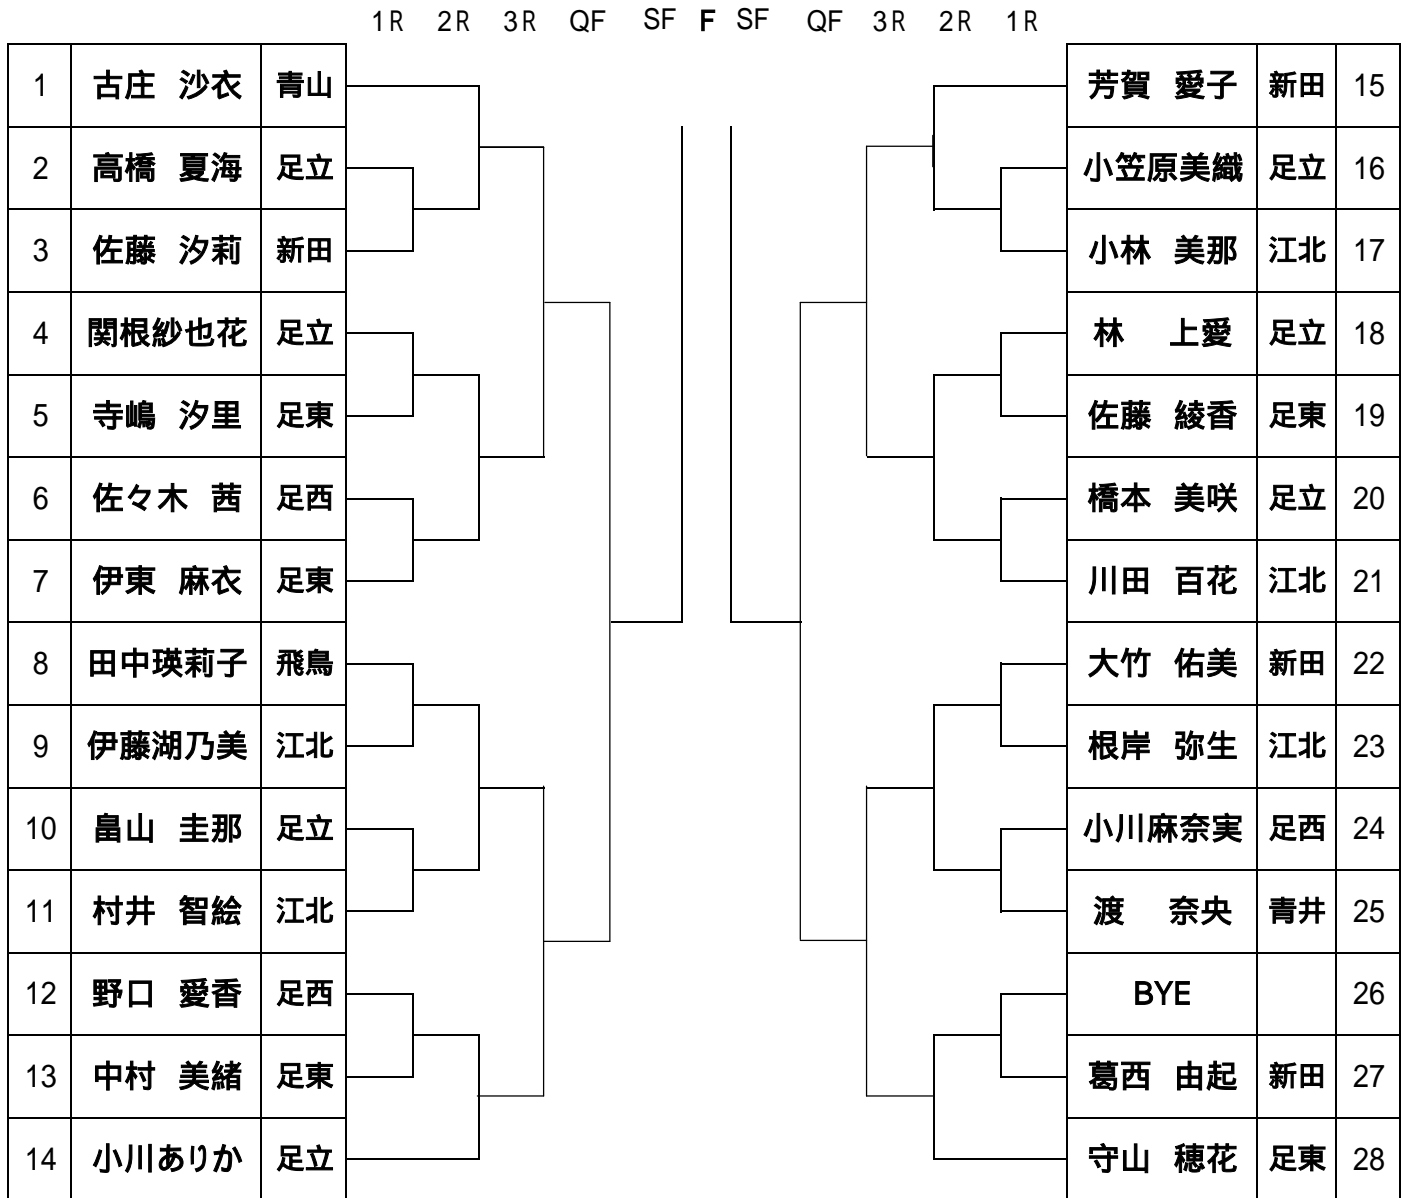 1R 2R 3R QF SF F SF QF 3R 2R 1R
1 古庄 沙衣 青山 芳賀 愛子 新田 15
2 高橋 夏海 足立 小笠原美織 足立 16
3 佐藤 汐莉 新田 小林 美那 江北 17
4 関根紗也花 足立 林 上愛 足立 18
5 寺嶋 汐里 足東 佐藤 綾香 足東 19
6 佐々木 茜 足西 橋本 美咲 足立 20
7 伊東 麻衣 足東 川田 百花 江北 21
8 田中瑛莉子 飛鳥 大竹 佑美 新田 22
9 伊藤湖乃美 江北 根岸 弥生 江北 23
10 畠山 圭那 足立 小川麻奈実 足西 24
11 村井 智絵 江北 渡 奈央 青井 25
12 野口 愛香 足西 BYE 26
13 中村 美緒 足東 葛西 由起 新田 27
14 小川ありか 足立 守山 穂花 足東 28